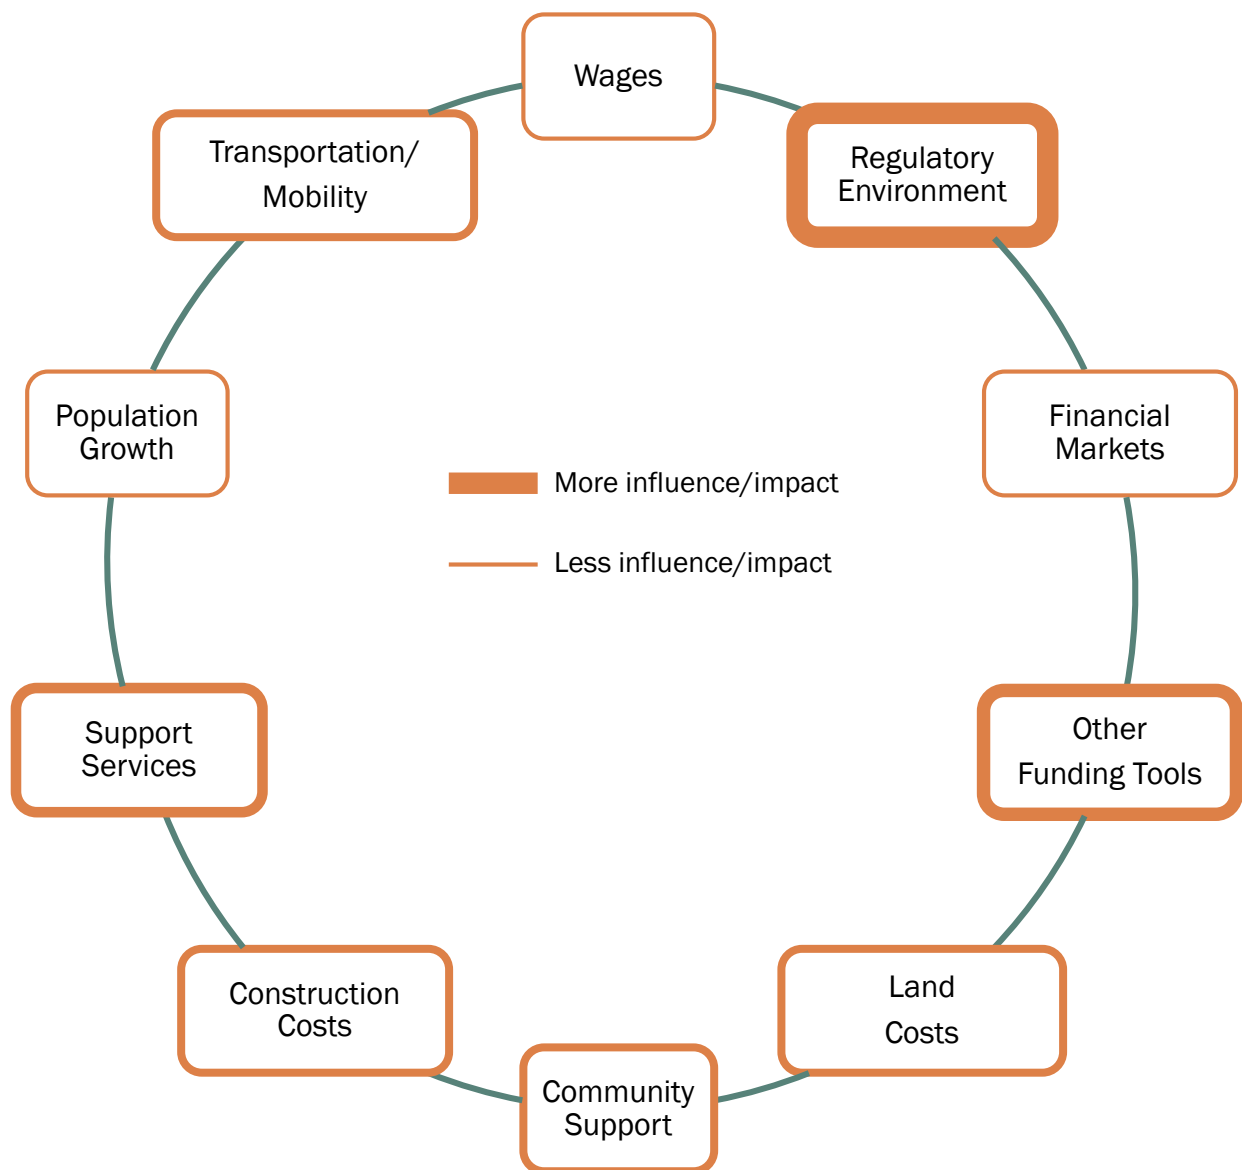 Wages
Transportation/
Mobility
Regulatory
Environment
Population
Growth
Financial
Markets
More influence/impact
Less influence/impact
Support
Services
Other
Funding Tools
Construction
Costs
Land
Costs
Community
Support